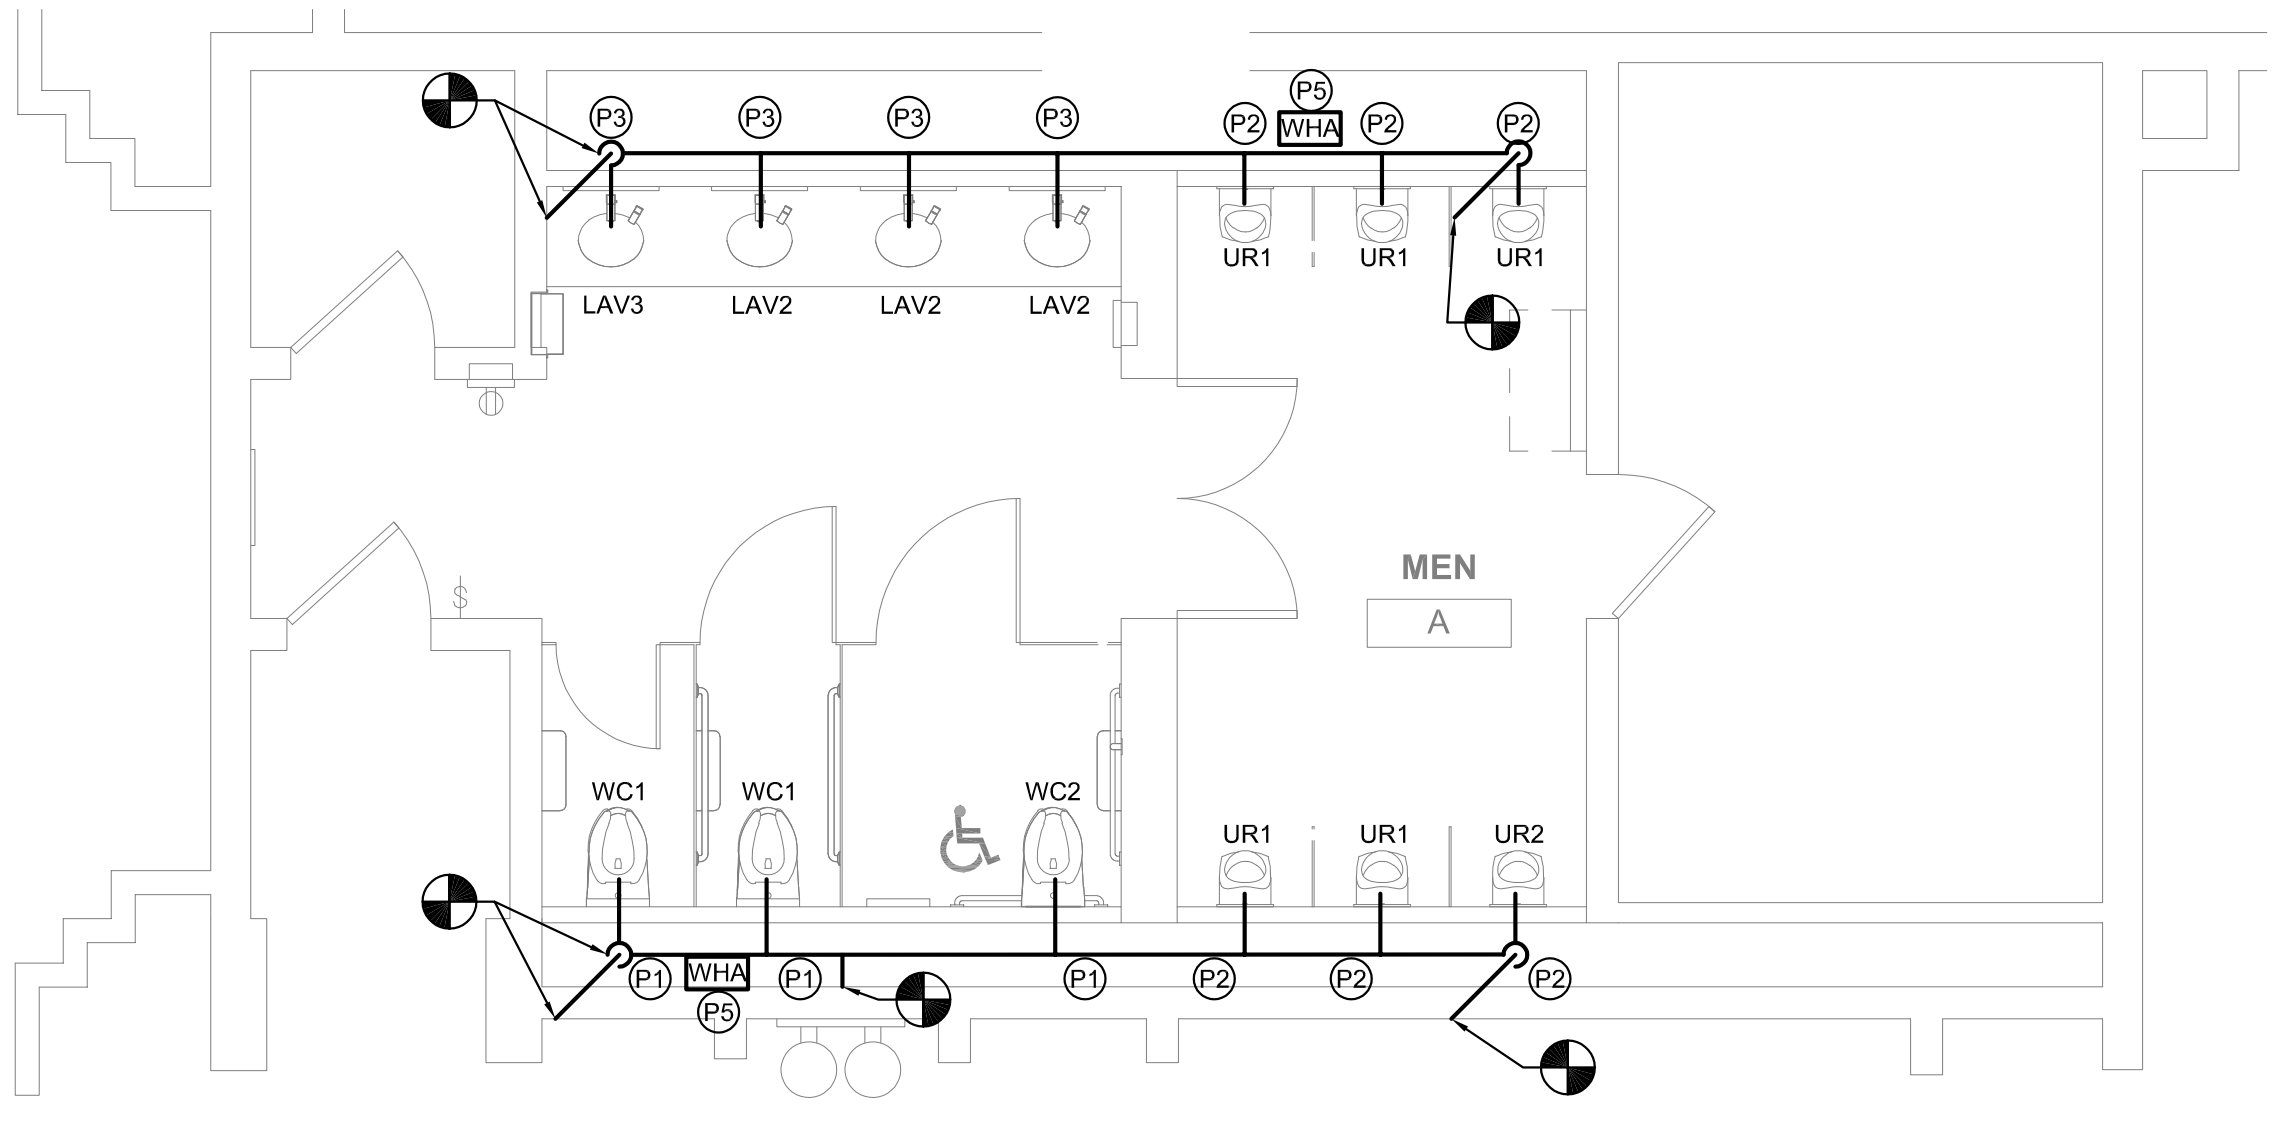 P5
P3 P3 P3 P3 P2 WHA P2 P2
UR1 UR1 UR1
LAV3 LAV2 LAV2 LAV2
MEN
S
A
WC1 WC1 WC2
UR1 UR1 UR2
P1 WHA P1 P1 P2 P2 P2
P5